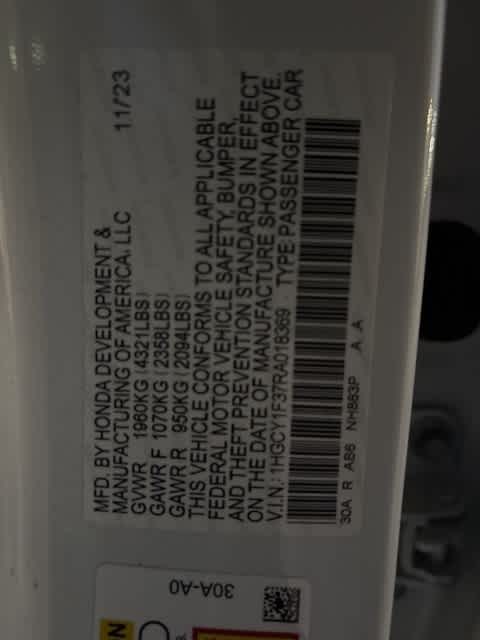 MFD. BY HONDA DEVELOPMENT &
MANUFACTURING OF AMERICA, LLC 11/23
GVWR 1960KG (4321LBS)
GAWR F 1070KG (2358LBS)
GAWR R 950KG (2094LBS)
THIS VEHICLE CONFORMS TO ALL APPLICABLE
FEDERAL MOTOR VEHICLE SAFETY, BUMPER,
AND THEFT PREVENTION STANDARDS IN EFFECT
ON THE DATE OF MANUFACTURE SHOWN ABOVE.
V.I.N.: 1HGCY1F37RA018369 TYPE:PASSENGER CAR
30A R AB6 NH883P A A
30A-A0
N